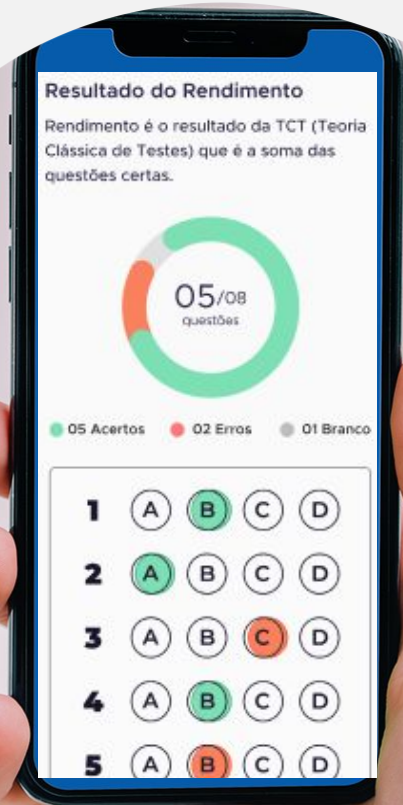 Resultado do Rendimento
Rendimento é o resultado da TCT (Teoria
Clássica de Testes) que é a soma das
questões certas.
05/08
questões
05 Acertos 02 Erros 01 Branco
1 A B C D
2 A B C D
3 A B C D
4 A B C D
5 A B C D